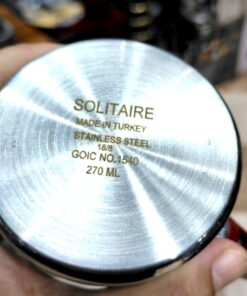 SOLITAIRE
MADE IN TURKEY
STAINLESS STEEL
18/8
GOIC NO.1540
270 ML